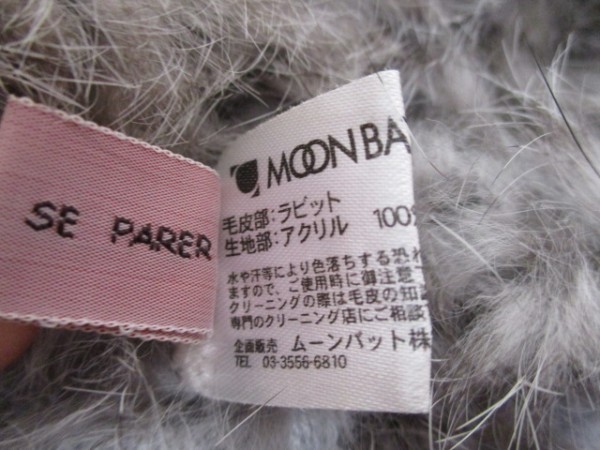 SE PARER
MOONBA
毛皮部:ラビット
生地部:アクリル 100%
水や汗等により色落ちする恐れ
ますので、ご使用時に御注意下
クリーニングの際は毛皮の知識
専門のクリーニング店にご相談
企画販売 ムーンバット株
TEL 03-3556-6810